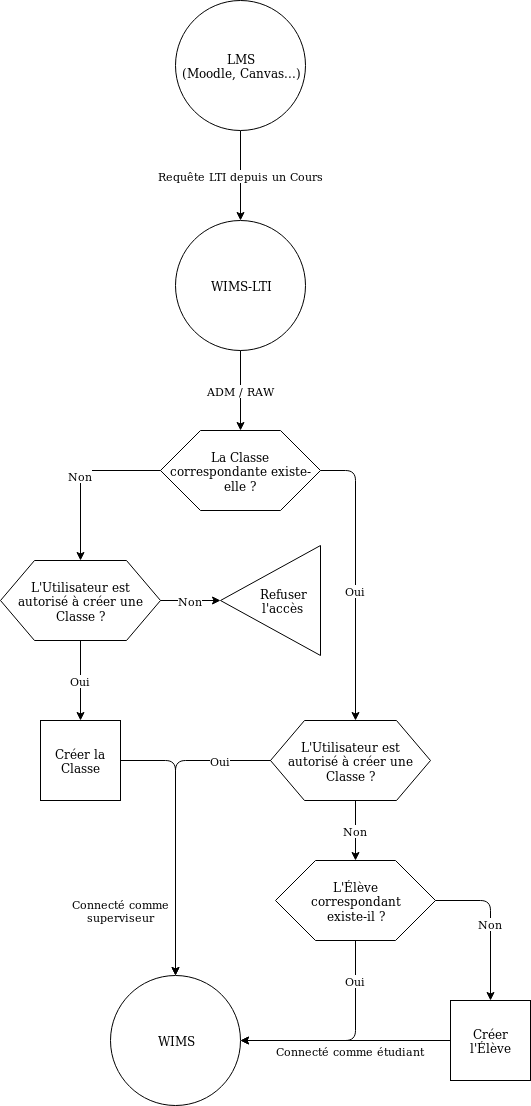 LMS
(Moodle, Canvas...)
Requête LTI depuis un Cours
WIMS-LTI
ADM / RAW
La Classe
correspondante existe-
elle ?
Non
Oui
L'Utilisateur est
autorisé à créer une
Classe ?
Non
Refuser
l'accès
Oui
Créer la
Classe
Oui
L'Utilisateur est
autorisé à créer une
Classe ?
Non
L'Élève
correspondant
existe-il ?
Non
Connecté comme
superviseur
Oui
WIMS
Connecté comme étudiant
Créer
l'Élève